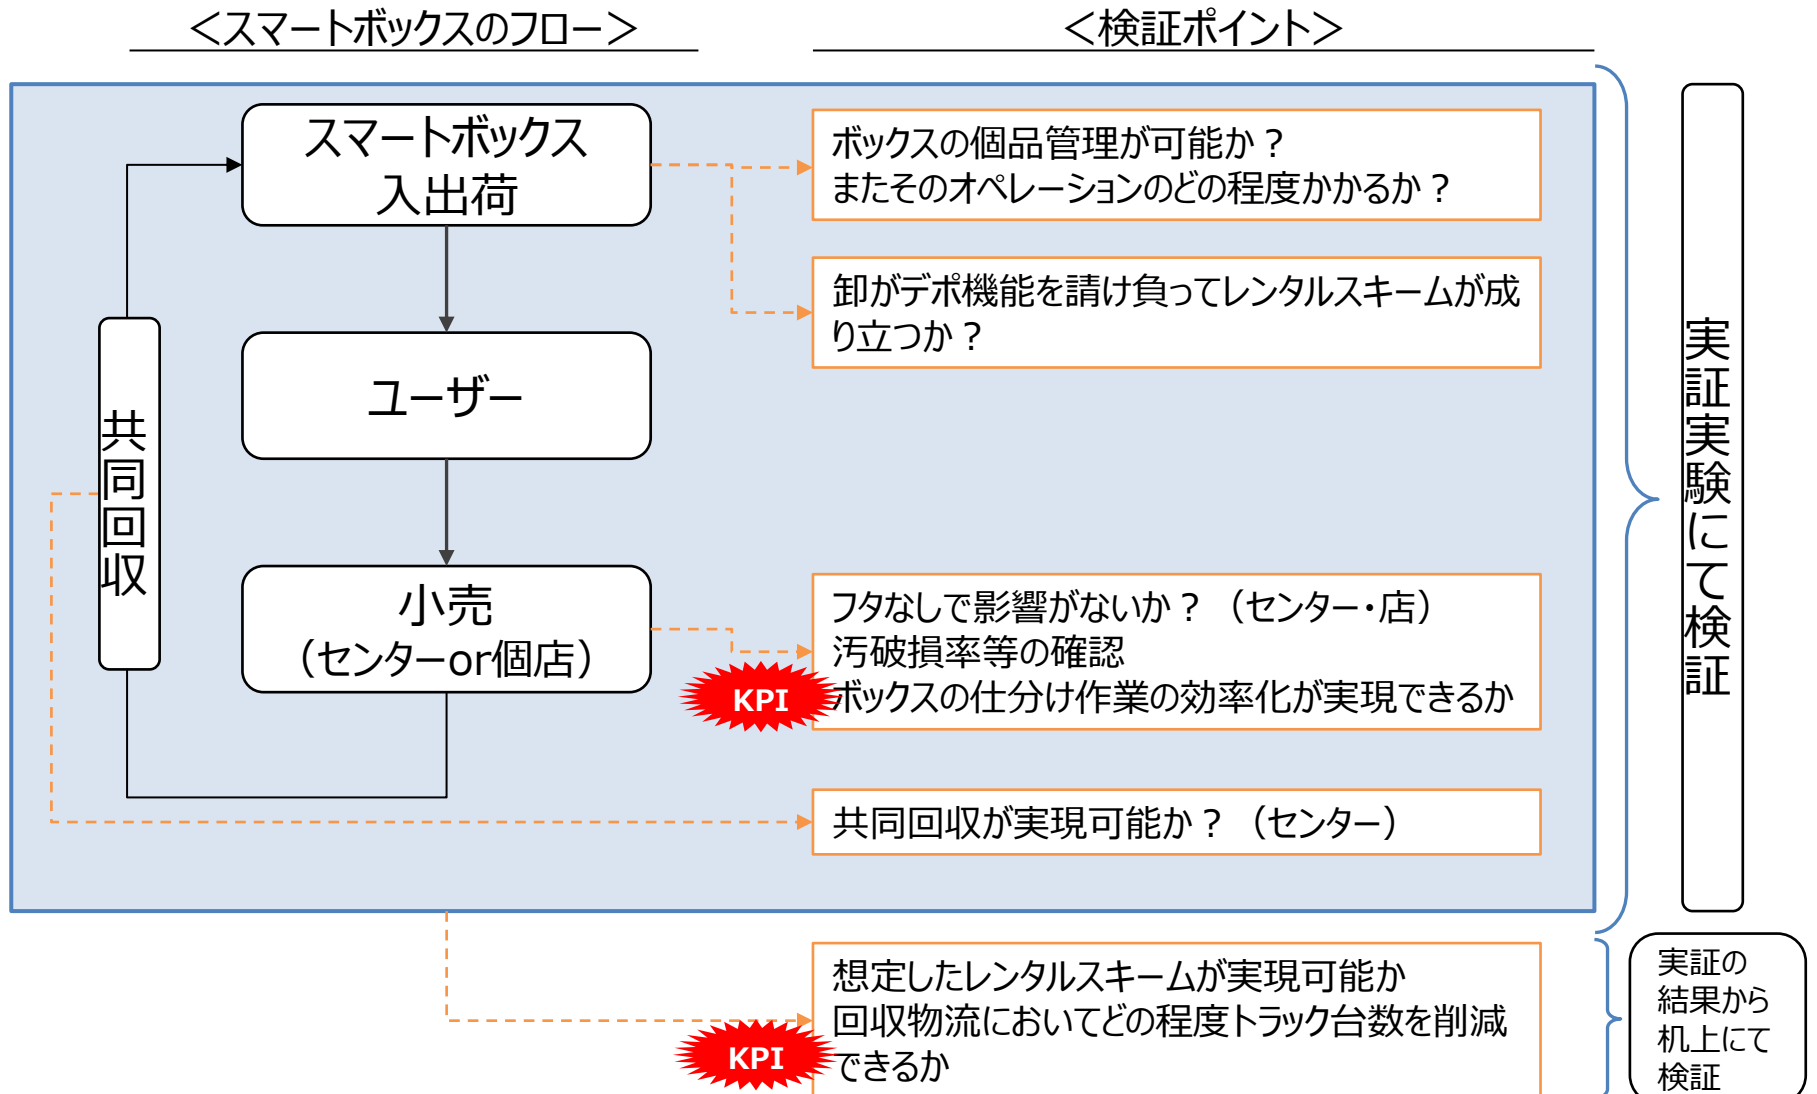 ＜スマートボックスのフロー＞
＜検証ポイント＞
スマートボックス
入出荷
ボックスの個品管理が可能か？
またそのオペレーションのどの程度かかるか？
卸がデポ機能を請け負ってレンタルスキームが成
り立つか？
ユーザー
共同回収
小売
（センターor個店）
フタなしで影響がないか？（センター・店）
汚破損率等の確認
KPI
ボックスの仕分け作業の効率化が実現できるか
共同回収が実現可能か？（センター）
実証実験にて検証
想定したレンタルスキームが実現可能か
回収物流においてどの程度トラック台数を削減
できるか
KPI
実証の
結果から
机上にて
検証